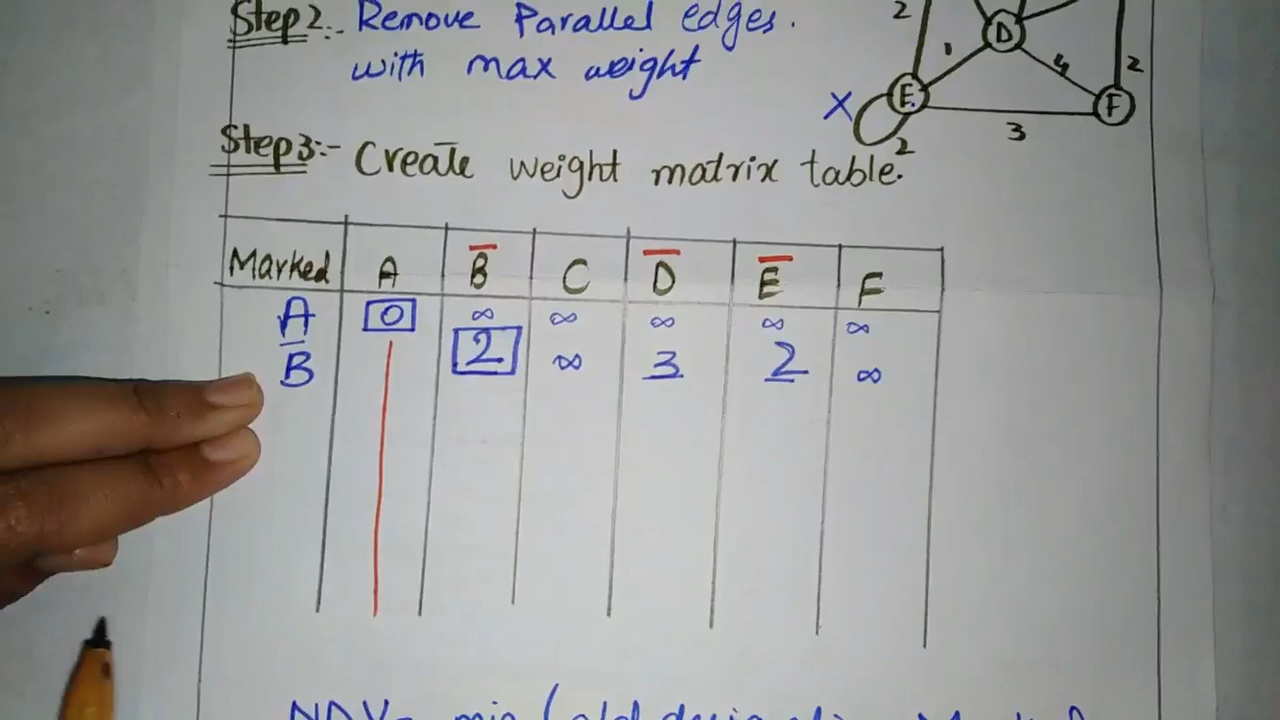 Step 2:- Remove Parallel edges.
with max weight
Step 3:- Create weight matrix table.
2
D
1
4
2
X
E
F
2
3
Marked A B̅ C D̅ E̅ F
A 0 ∞ ∞ ∞ ∞ ∞
B 2 ∞ 3 2 ∞